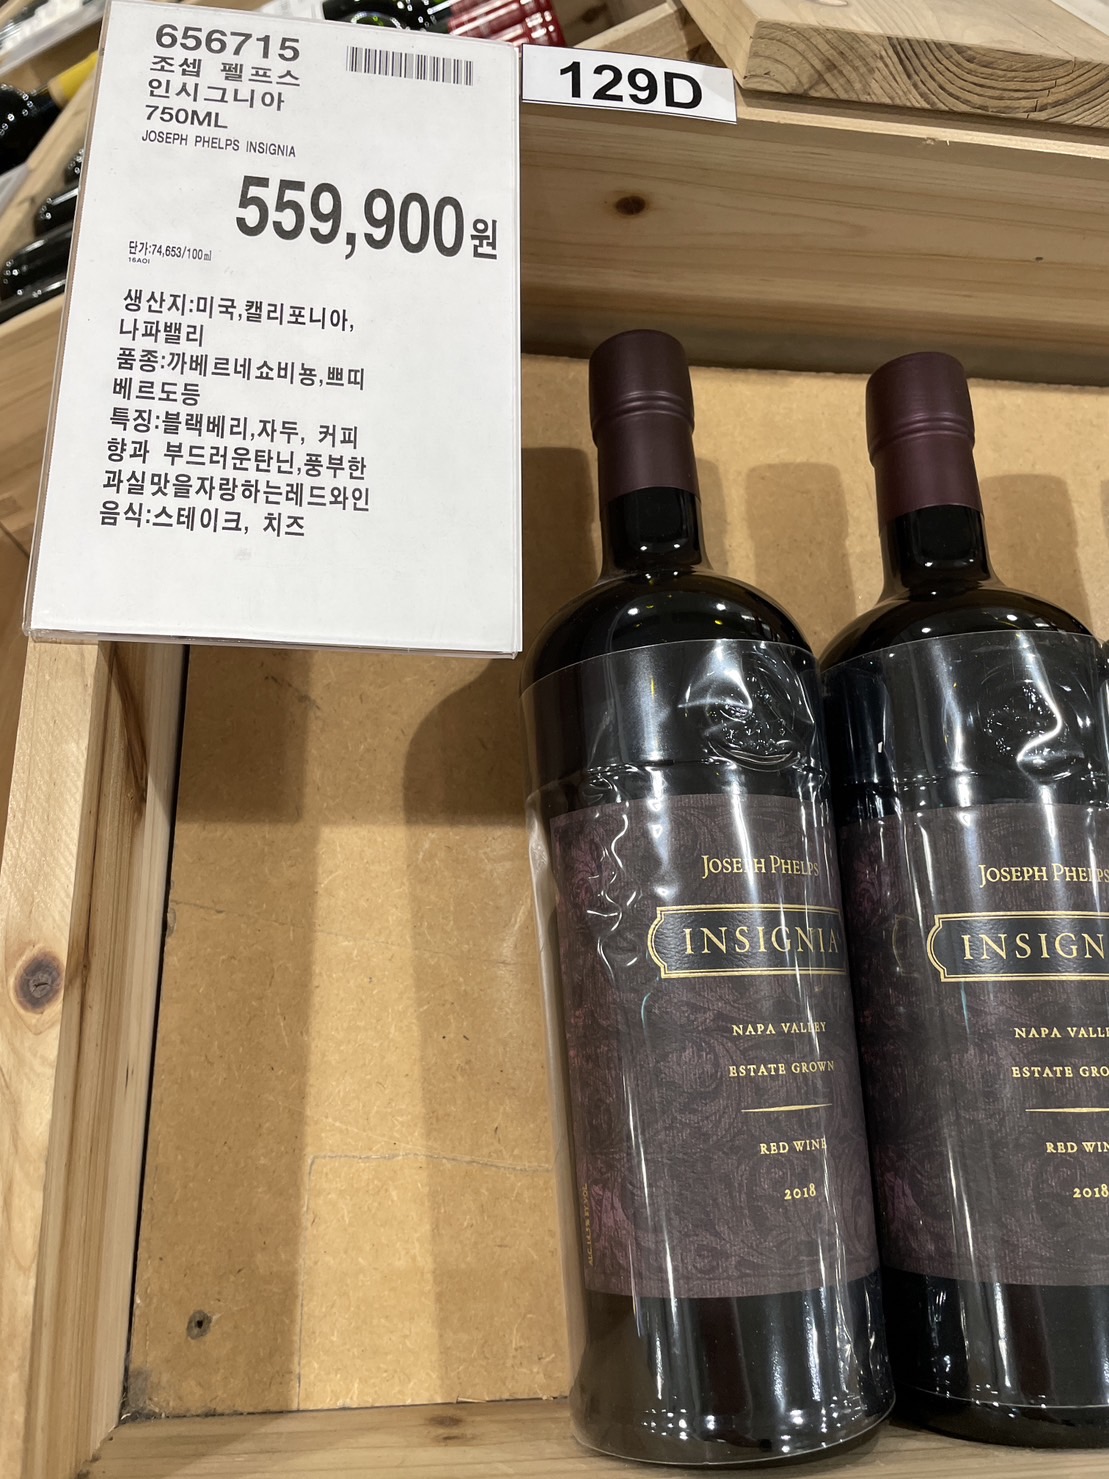 656715
조셉 펠프스
인시그니아
750ML
JOSEPH PHELPS INSIGNIA
559,900원
단가:74,653/100㎖
16AOI
생산지:미국,캘리포니아,
나파밸리
품종:까베르네쇼비뇽,쁘띠
베르도등
특징:블랙베리,자두, 커피
향과 부드러운탄닌,풍부한
과실맛을자랑하는레드와인
음식:스테이크, 치즈
129D
JOSEPH PHELPS
INSIGNIA
NAPA VALLEY
ESTATE GROWN
RED WINE
2018
JOSEPH PHELPS
INSIGN
NAPA VALLE
ESTATE GRO
RED WIN
2018